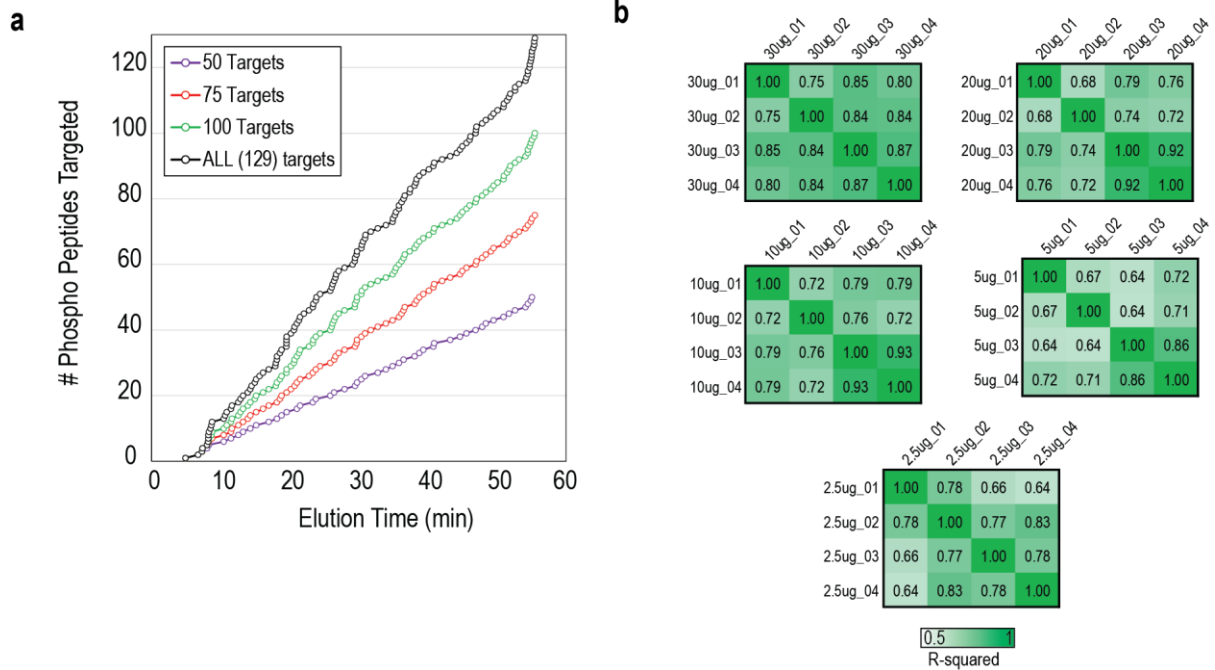 a
# Phospho Peptides Targeted
120
100
80
60
40
20
0
50 Targets
75 Targets
100 Targets
ALL (129) targets
0 10 20 30 40 50 60
Elution Time (min)
b
30ug_01 30ug_02 30ug_03 30ug_04
30ug_01 1.00 0.75 0.85 0.80
30ug_02 0.75 1.00 0.84 0.84
30ug_03 0.85 0.84 1.00 0.87
30ug_04 0.80 0.84 0.87 1.00
20ug_01 20ug_02 20ug_03 20ug_04
20ug_01 1.00 0.68 0.79 0.76
20ug_02 0.68 1.00 0.74 0.72
20ug_03 0.79 0.74 1.00 0.92
20ug_04 0.76 0.72 0.92 1.00
10ug_01 10ug_02 10ug_03 10ug_04
10ug_01 1.00 0.72 0.79 0.79
10ug_02 0.72 1.00 0.76 0.72
10ug_03 0.79 0.76 1.00 0.93
10ug_04 0.79 0.72 0.93 1.00
5ug_01 5ug_02 5ug_03 5ug_04
5ug_01 1.00 0.67 0.64 0.72
5ug_02 0.67 1.00 0.64 0.71
5ug_03 0.64 0.64 1.00 0.86
5ug_04 0.72 0.71 0.86 1.00
2.5ug_01 2.5ug_02 2.5ug_03 2.5ug_04
2.5ug_01 1.00 0.78 0.66 0.64
2.5ug_02 0.78 1.00 0.77 0.83
2.5ug_03 0.66 0.77 1.00 0.78
2.5ug_04 0.64 0.83 0.78 1.00
0.5 1
R-squared